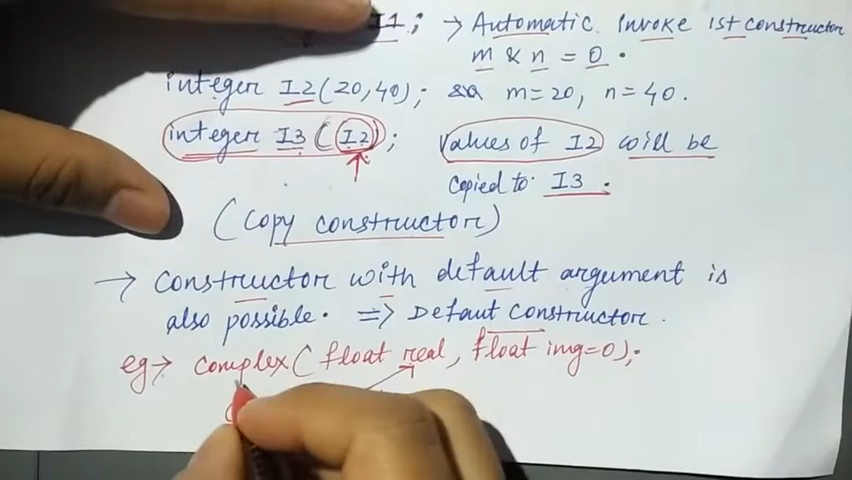 I1; → Automatic invoke 1st constructor
m & n = 0.
integer I2(20,40); m=20, n=40.
integer I3 (I2); values of I2 will be
copied to I3.
(Copy constructor)
→ constructor with default argument is
also possible. => Defaut constructor.
eg→ complex( float real, float img=0);